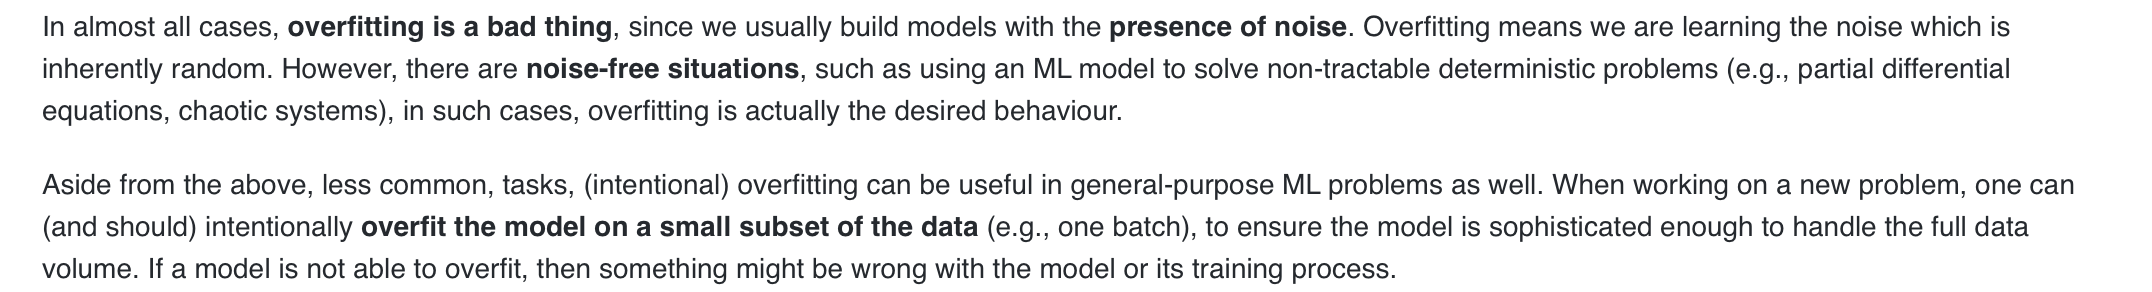 In almost all cases, overfitting is a bad thing, since we usually build models with the presence of noise. Overfitting means we are learning the noise which is
inherently random. However, there are noise-free situations, such as using an ML model to solve non-tractable deterministic problems (e.g., partial differential
equations, chaotic systems), in such cases, overfitting is actually the desired behaviour.
Aside from the above, less common, tasks, (intentional) overfitting can be useful in general-purpose ML problems as well. When working on a new problem, one can
(and should) intentionally overfit the model on a small subset of the data (e.g., one batch), to ensure the model is sophisticated enough to handle the full data
volume. If a model is not able to overfit, then something might be wrong with the model or its training process.